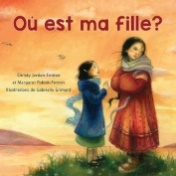 Où est ma fille?
Christy Jordan-Fenton
et Margaret Pokiak-Fenton
Illustrations de Gabrielle Grimard